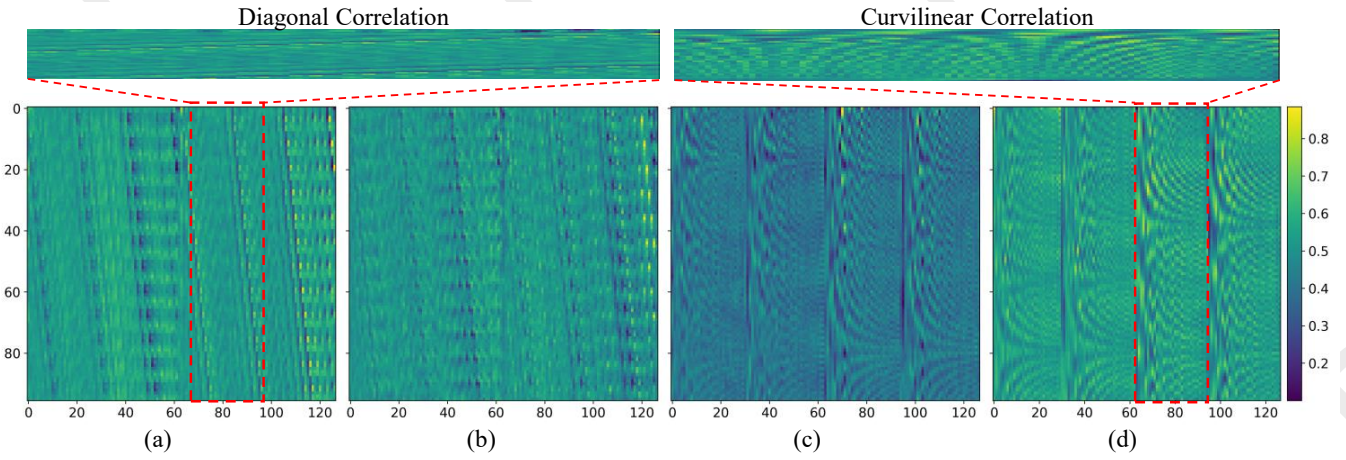 Diagonal Correlation
Curvilinear Correlation
0
20
40
60
80
0 20 40 60 80 100 120
0 20 40 60 80 100 120
0 20 40 60 80 100 120
0 20 40 60 80 100 120
0.8
0.7
0.6
0.5
0.4
0.3
0.2
(a)
(b)
(c)
(d)